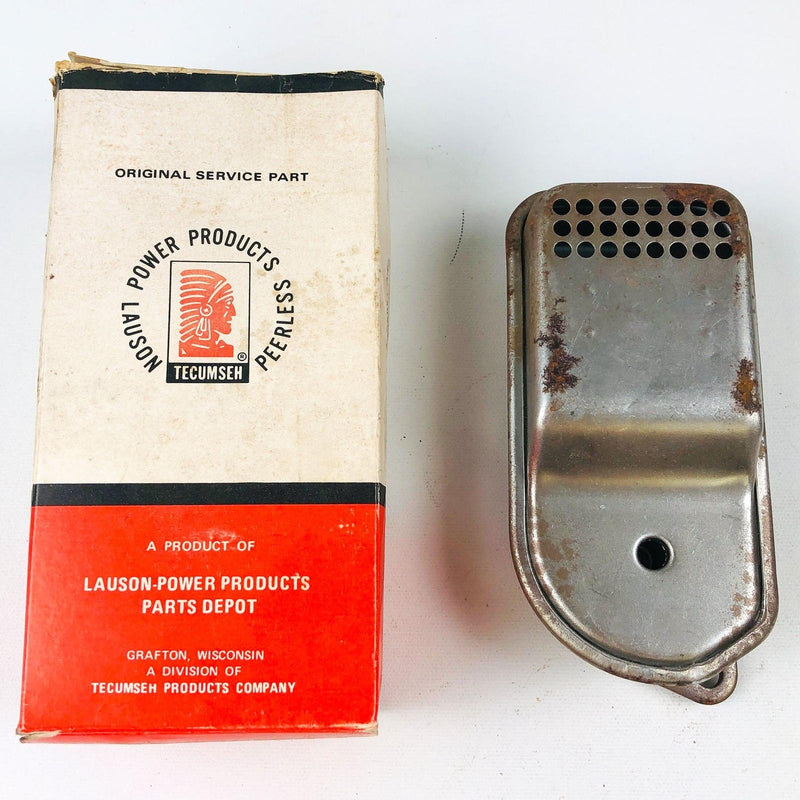 ORIGINAL SERVICE PART
LAUSON POWER PRODUCTS PEERLESS
®
TECUMSEH
A PRODUCT OF
LAUSON-POWER PRODUCTS
PARTS DEPOT
GRAFTON, WISCONSIN
A DIVISION OF
TECUMSEH PRODUCTS COMPANY